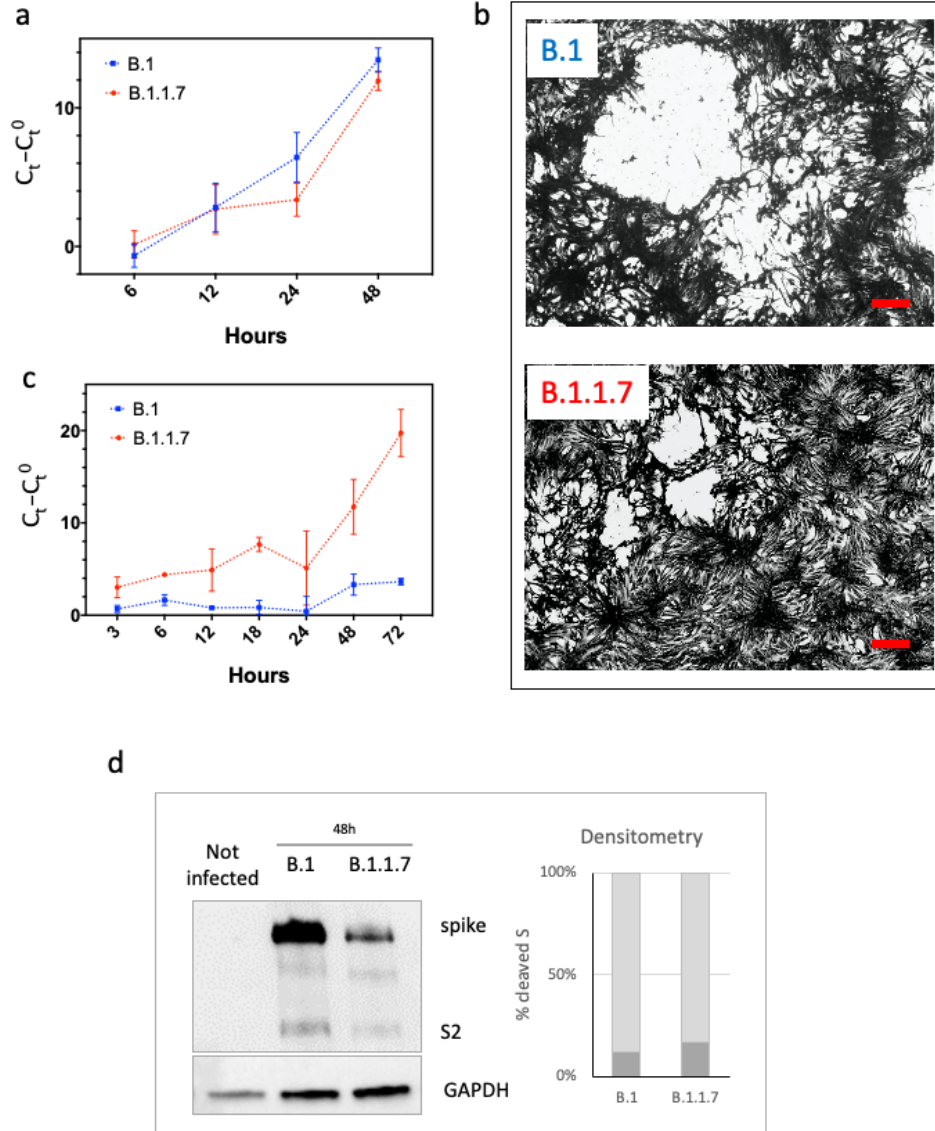 a
B.1
B.1.1.7
10
0
Cₜ–Cₜ⁰
6
12
24
48
Hours
b
B.1
B.1.1.7
c
B.1
B.1.1.7
20
10
0
Cₜ–Cₜ⁰
3
6
12
18
24
48
72
Hours
d
48h
Not
infected
B.1
B.1.1.7
spike
S2
GAPDH
Densitometry
100%
50%
0%
% cleaved S
B.1
B.1.1.7